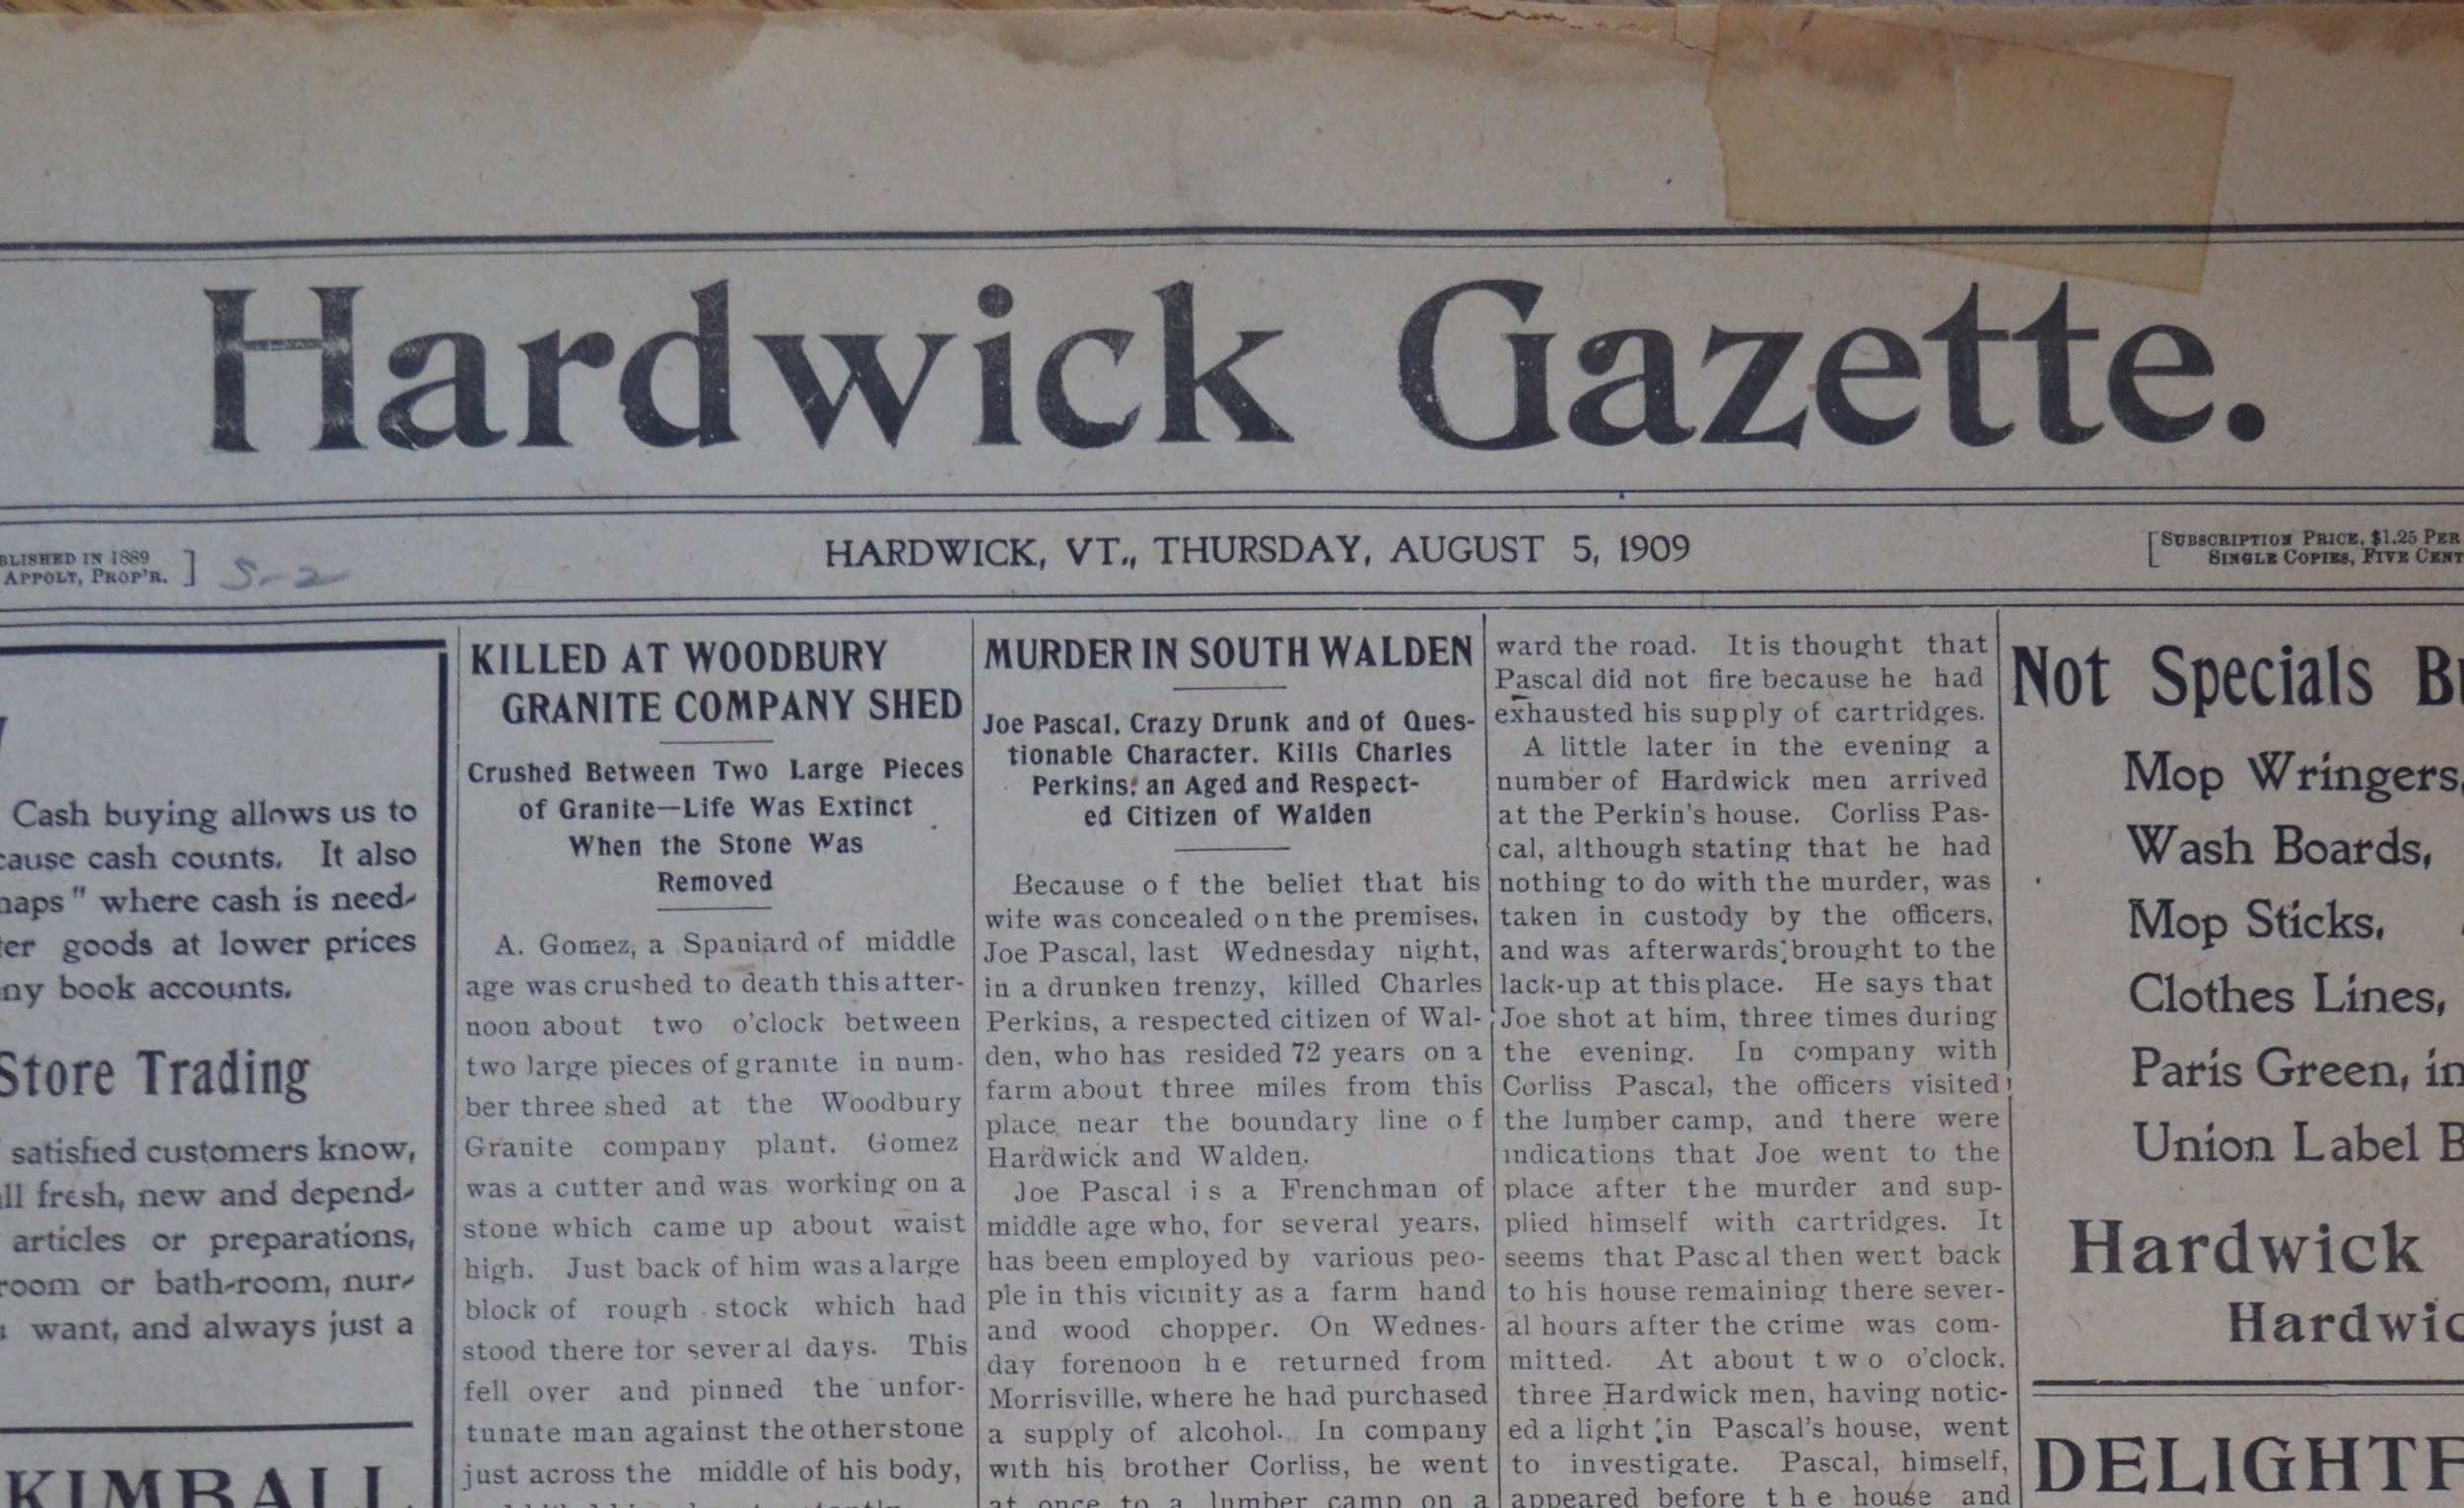 Hardwick Gazette.
BLISHED IN 1889
APPOLT, PROP'R. ]
5-2
HARDWICK, VT., THURSDAY, AUGUST 5, 1909
[ SUBSCRIPTION PRICE, $1.25 PER
SINGLE COPIES, FIVE CENT
Cash buying allows us to
cause cash counts. It also
haps" where cash is need-
ter goods at lower prices
ny book accounts.
Store Trading
satisfied customers know,
all fresh, new and depend-
articles or preparations,
room or bath-room, nur-
want, and always just a
KIMBALL
KILLED AT WOODBURY
GRANITE COMPANY SHED
Crushed Between Two Large Pieces
of Granite—Life Was Extinct
When the Stone Was
Removed
A. Gomez, a Spaniard of middle
age was crushed to death this after-
noon about two o'clock between
two large pieces of granite in num-
ber three shed at the Woodbury
Granite company plant. Gomez
was a cutter and was working on a
stone which came up about waist
high. Just back of him was a large
block of rough stock which had
stood there for several days. This
fell over and pinned the unfor-
tunate man against the other stone
just across the middle of his body,
MURDER IN SOUTH WALDEN
Joe Pascal, Crazy Drunk and of Ques-
tionable Character. Kills Charles
Perkins, an Aged and Respect-
ed Citizen of Walden
Because of the belief that his
wife was concealed on the premises,
Joe Pascal, last Wednesday night,
in a drunken frenzy, killed Charles
Perkins, a respected citizen of Wal-
den, who has resided 72 years on a
farm about three miles from this
place near the boundary line of
Hardwick and Walden.
Joe Pascal is a Frenchman of
middle age who, for several years,
has been employed by various peo-
ple in this vicinity as a farm hand
and wood chopper. On Wednes-
day forenoon he returned from
Morrisville, where he had purchased
a supply of alcohol. In company
with his brother Corliss, he went
at once to a lumber camp on a
ward the road. It is thought that
Pascal did not fire because he had
exhausted his supply of cartridges.
A little later in the evening a
number of Hardwick men arrived
at the Perkin's house. Corliss Pas-
cal, although stating that he had
nothing to do with the murder, was
taken in custody by the officers,
and was afterwards brought to the
lack-up at this place. He says that
Joe shot at him, three times during
the evening. In company with
Corliss Pascal, the officers visited
the lumber camp, and there were
indications that Joe went to the
place after the murder and sup-
plied himself with cartridges. It
seems that Pascal then went back
to his house remaining there sever-
al hours after the crime was com-
mitted. At about two o'clock,
three Hardwick men, having notic-
ed a light in Pascal's house, went
to investigate. Pascal, himself,
appeared before the house and
Not Specials Bu
Mop Wringers,
Wash Boards,
Mop Sticks,
Clothes Lines,
Paris Green, in
Union Label B
Hardwick
Hardwic
DELIGHTF